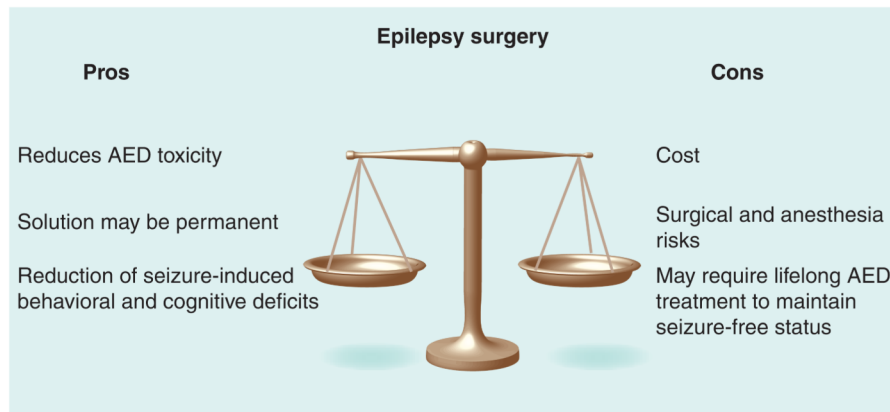 Epilepsy surgery
Pros
Reduces AED toxicity
Solution may be permanent
Reduction of seizure-induced
behavioral and cognitive deficits
Cons
Cost
Surgical and anesthesia
risks
May require lifelong AED
treatment to maintain
seizure-free status